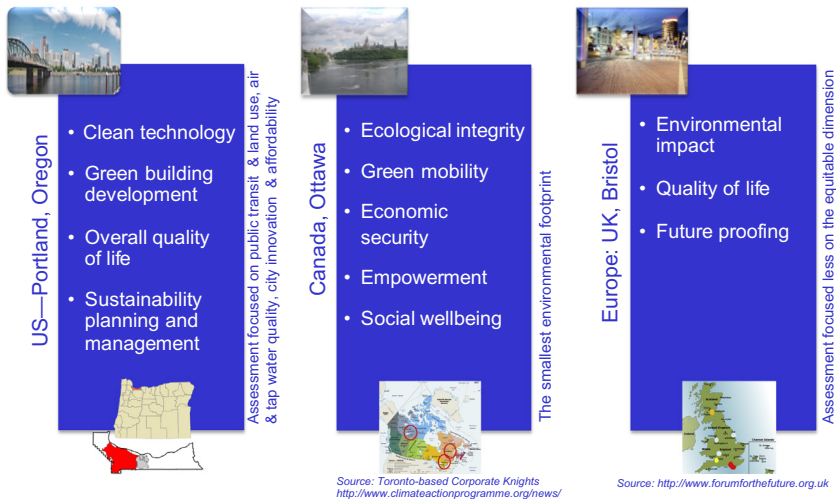 US—Portland, Oregon
• Clean technology
• Green building
development
• Overall quality
of life
• Sustainability
planning and
management
Assessment focused on public transit & land use, air
& tap water quality, city innovation & affordability
Canada, Ottawa
• Ecological integrity
• Green mobility
• Economic
security
• Empowerment
• Social wellbeing
The smallest environmental footprint
Source: Toronto-based Corporate Knights
http://www.climateactionprogramme.org/news/
Europe: UK, Bristol
• Environmental
impact
• Quality of life
• Future proofing
Assessment focused less on the equitable dimension
Source: http://www.forumforthefuture.org.uk